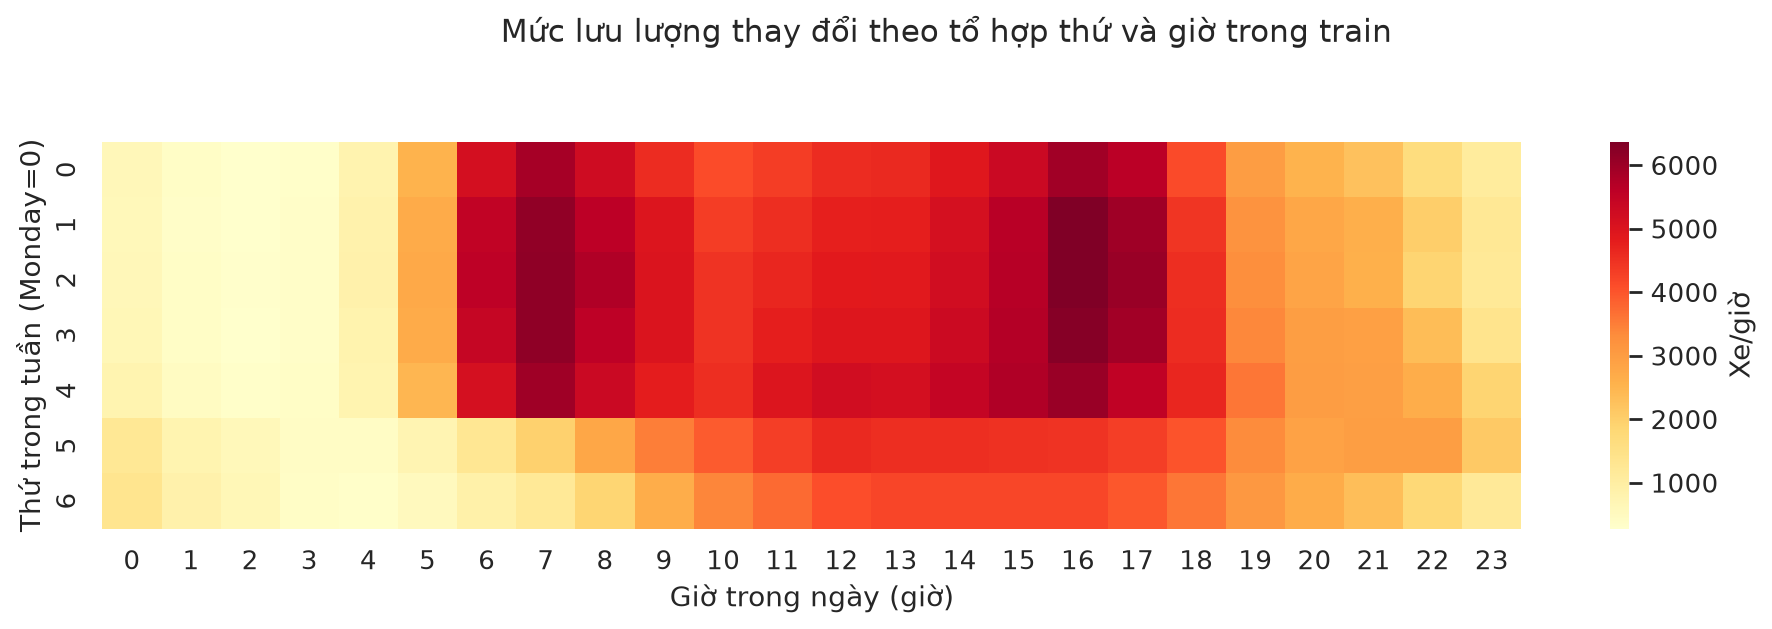 Mức lưu lượng thay đổi theo tổ hợp thứ và giờ trong train
Thứ trong tuần (Monday=0)
0
1
2
3
4
5
6
0 1 2 3 4 5 6 7 8 9 10 11 12 13 14 15 16 17 18 19 20 21 22 23
Giờ trong ngày (giờ)
6000
5000
4000
3000
2000
1000
Xe/giờ